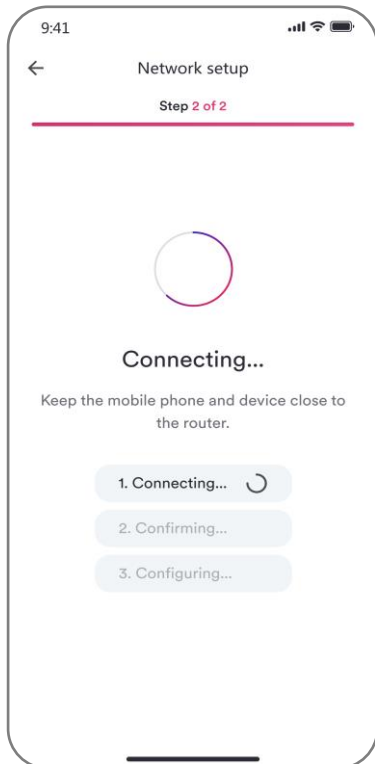 9:41
Network setup
Step 2 of 2
Connecting...
Keep the mobile phone and device close to
the router.
1. Connecting...
2. Confirming...
3. Configuring...